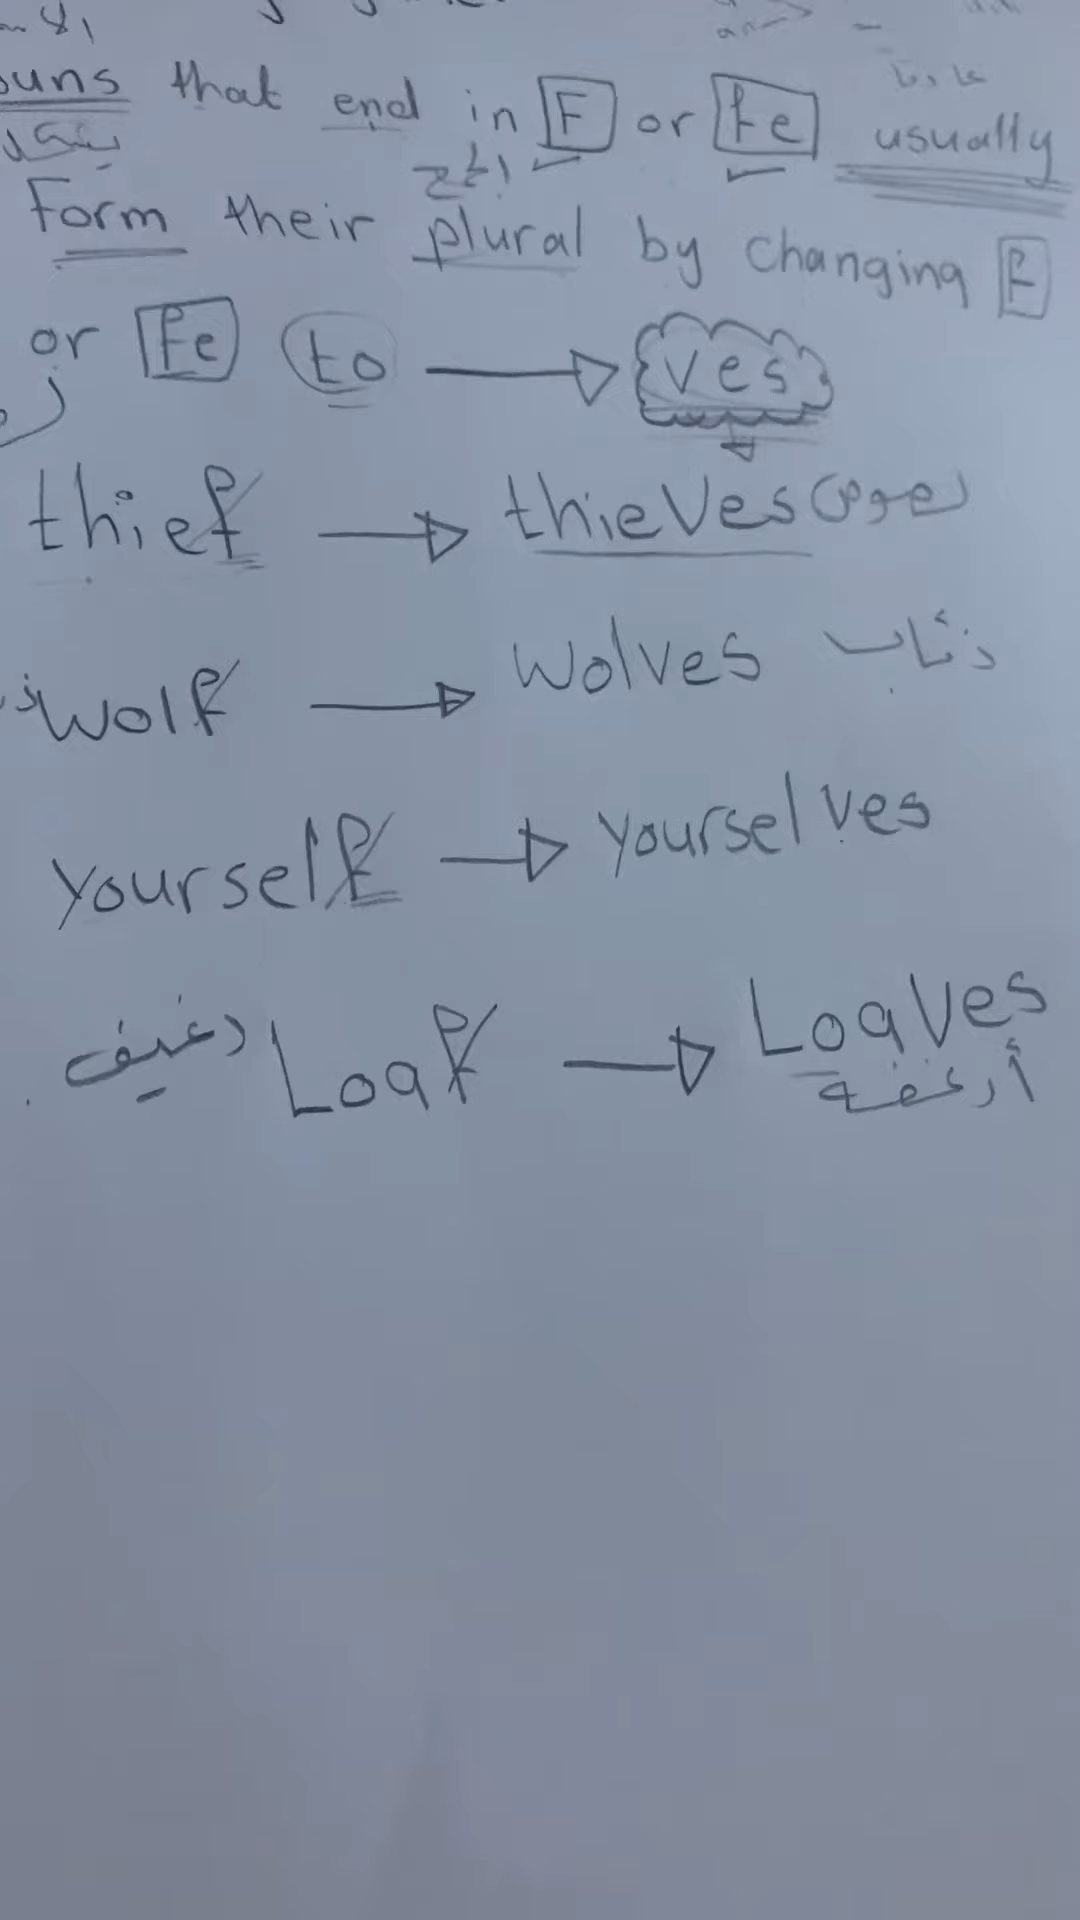 ouns that end in F or fe usually
Form their plural by changing F
or fe to → ves
thief → thieves لصوص
wolf → wolves ذئاب
yourself → yourselves
رغيف Loaf → Loaves
أرغفة